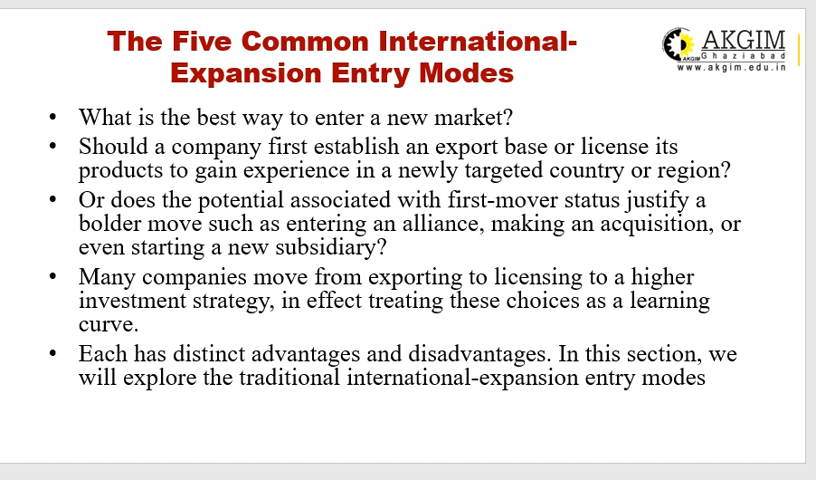 The Five Common International-
Expansion Entry Modes
AKGIM
AKGIM
Ghaziabad
www.akgim.edu.in
• What is the best way to enter a new market?
• Should a company first establish an export base or license its
products to gain experience in a newly targeted country or region?
• Or does the potential associated with first-mover status justify a
bolder move such as entering an alliance, making an acquisition, or
even starting a new subsidiary?
• Many companies move from exporting to licensing to a higher
investment strategy, in effect treating these choices as a learning
curve.
• Each has distinct advantages and disadvantages. In this section, we
will explore the traditional international-expansion entry modes